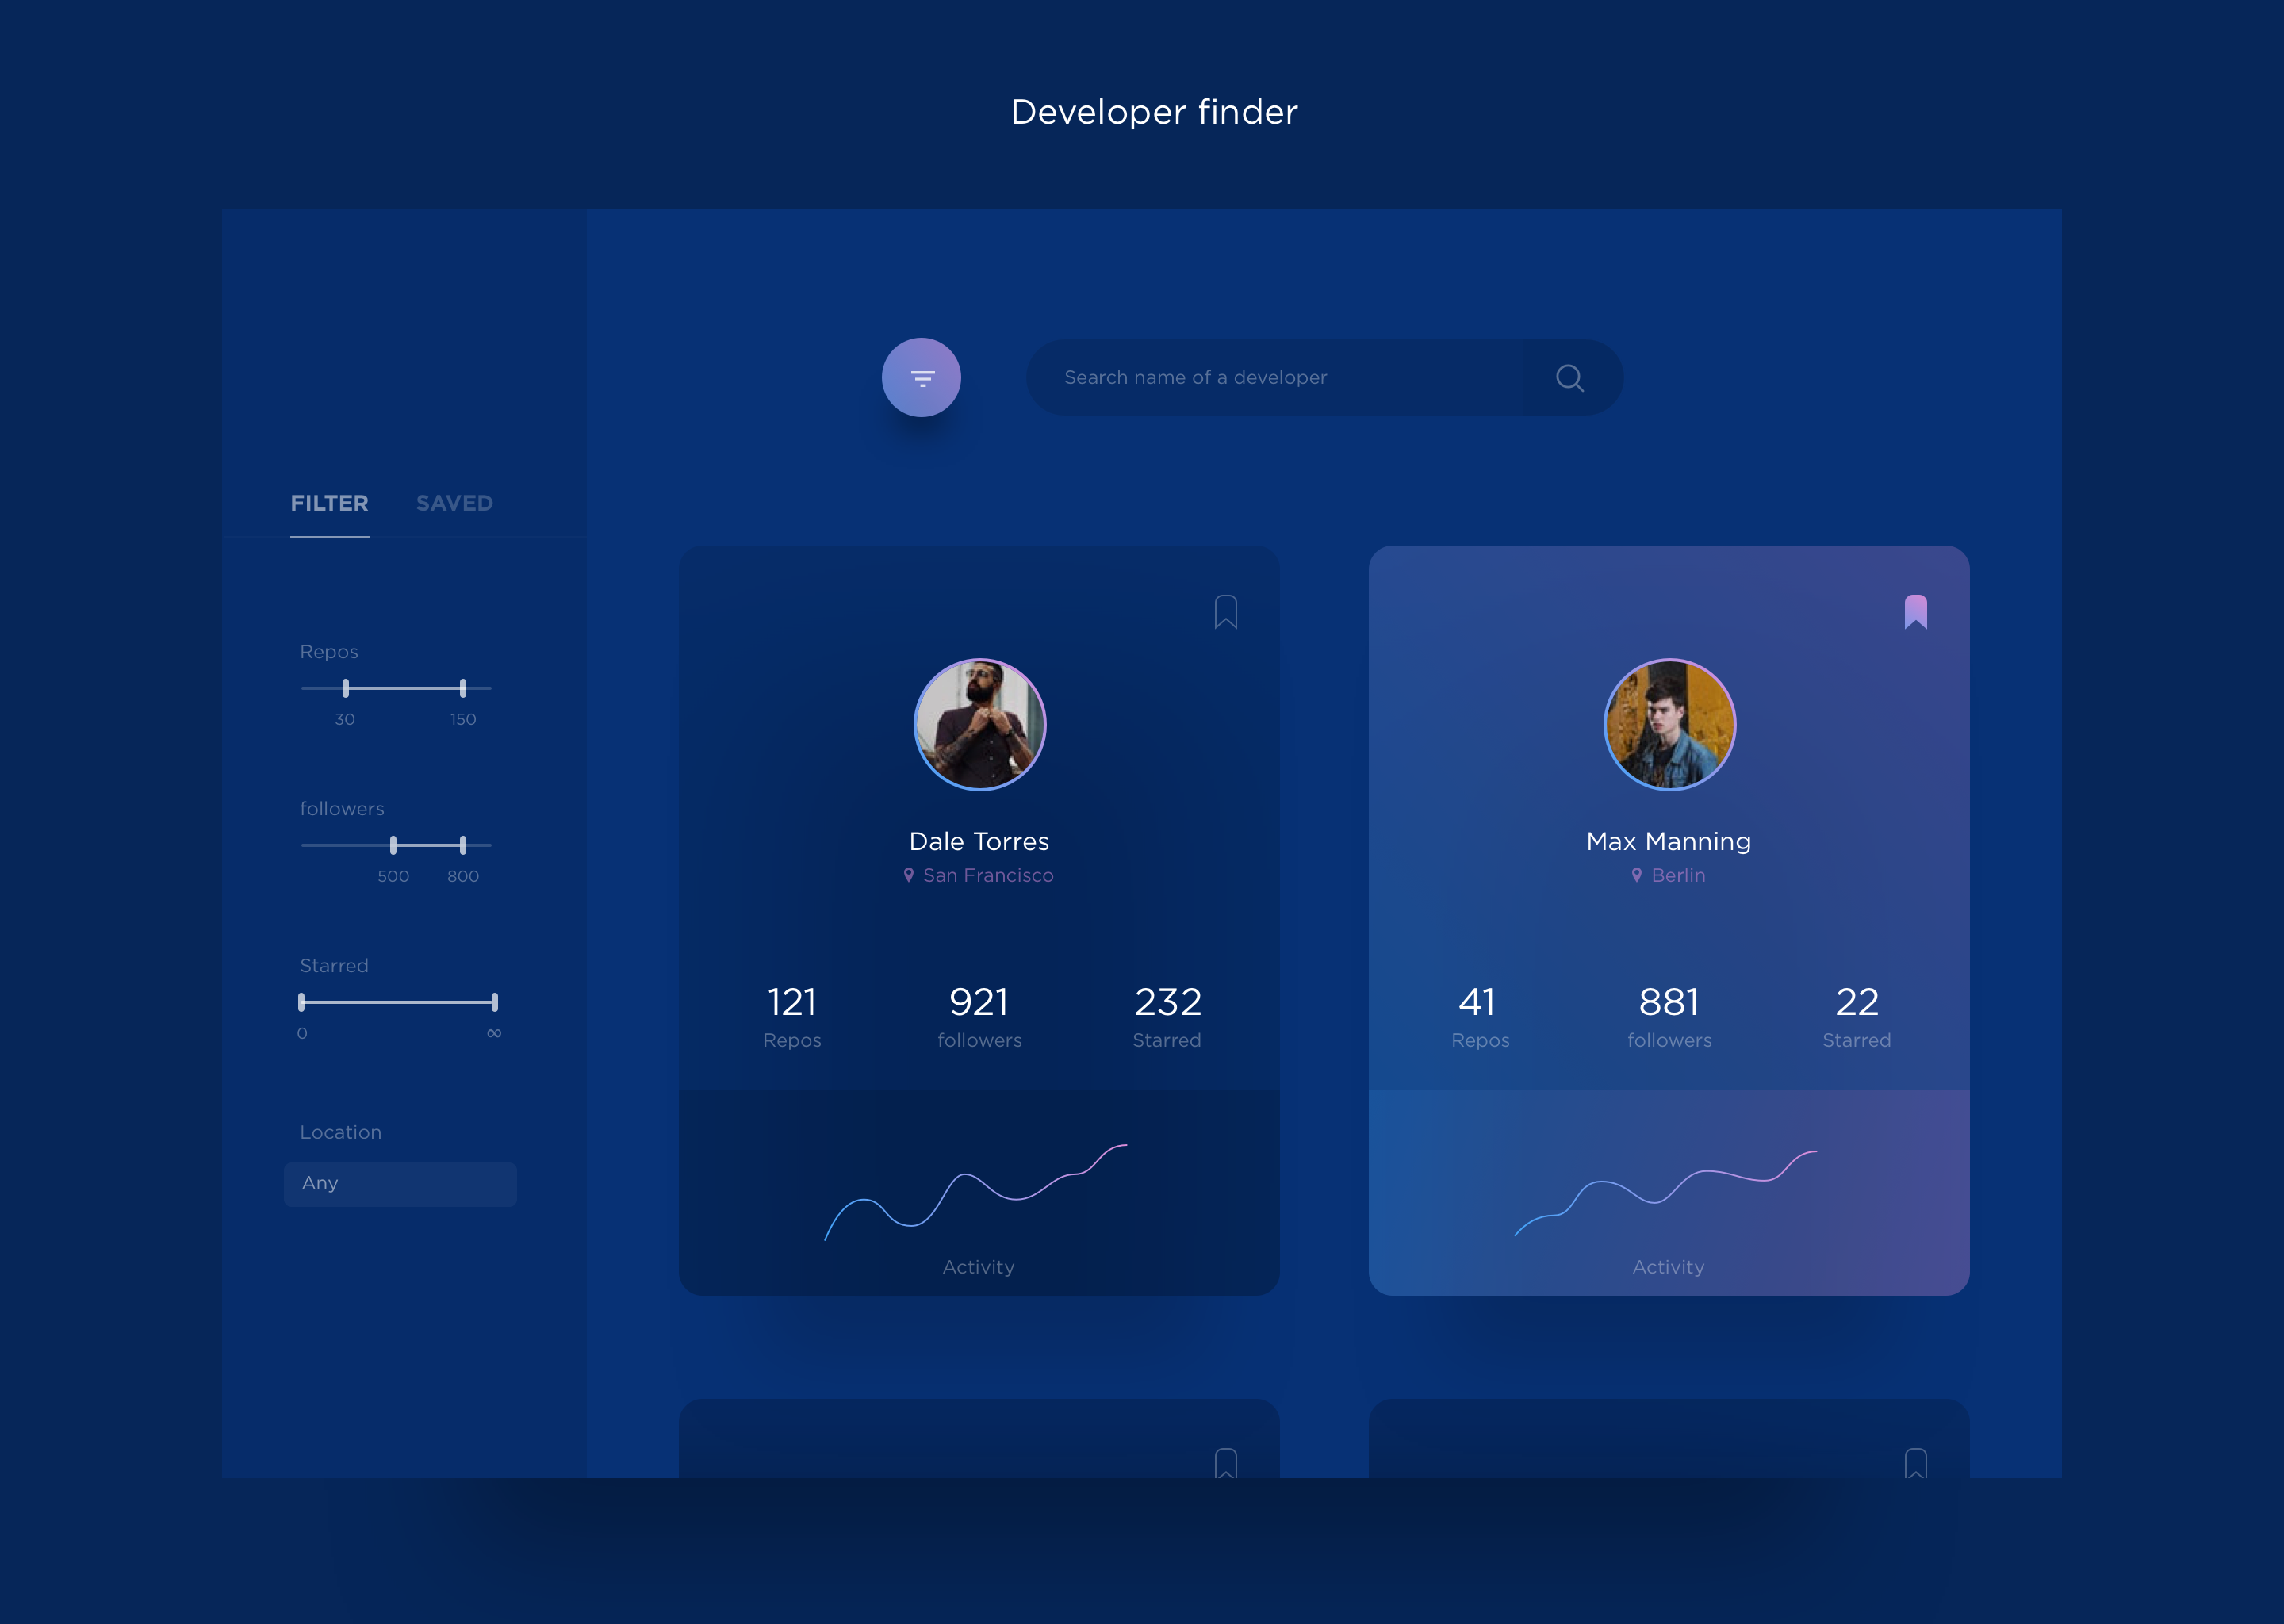 Developer finder
Search name of a developer
FILTER SAVED
Repos
30 150
followers
500 800
Starred
0 ∞
Location
Any
Dale Torres
San Francisco
121 921 232
Repos followers Starred
Activity
Max Manning
Berlin
41 881 22
Repos followers Starred
Activity